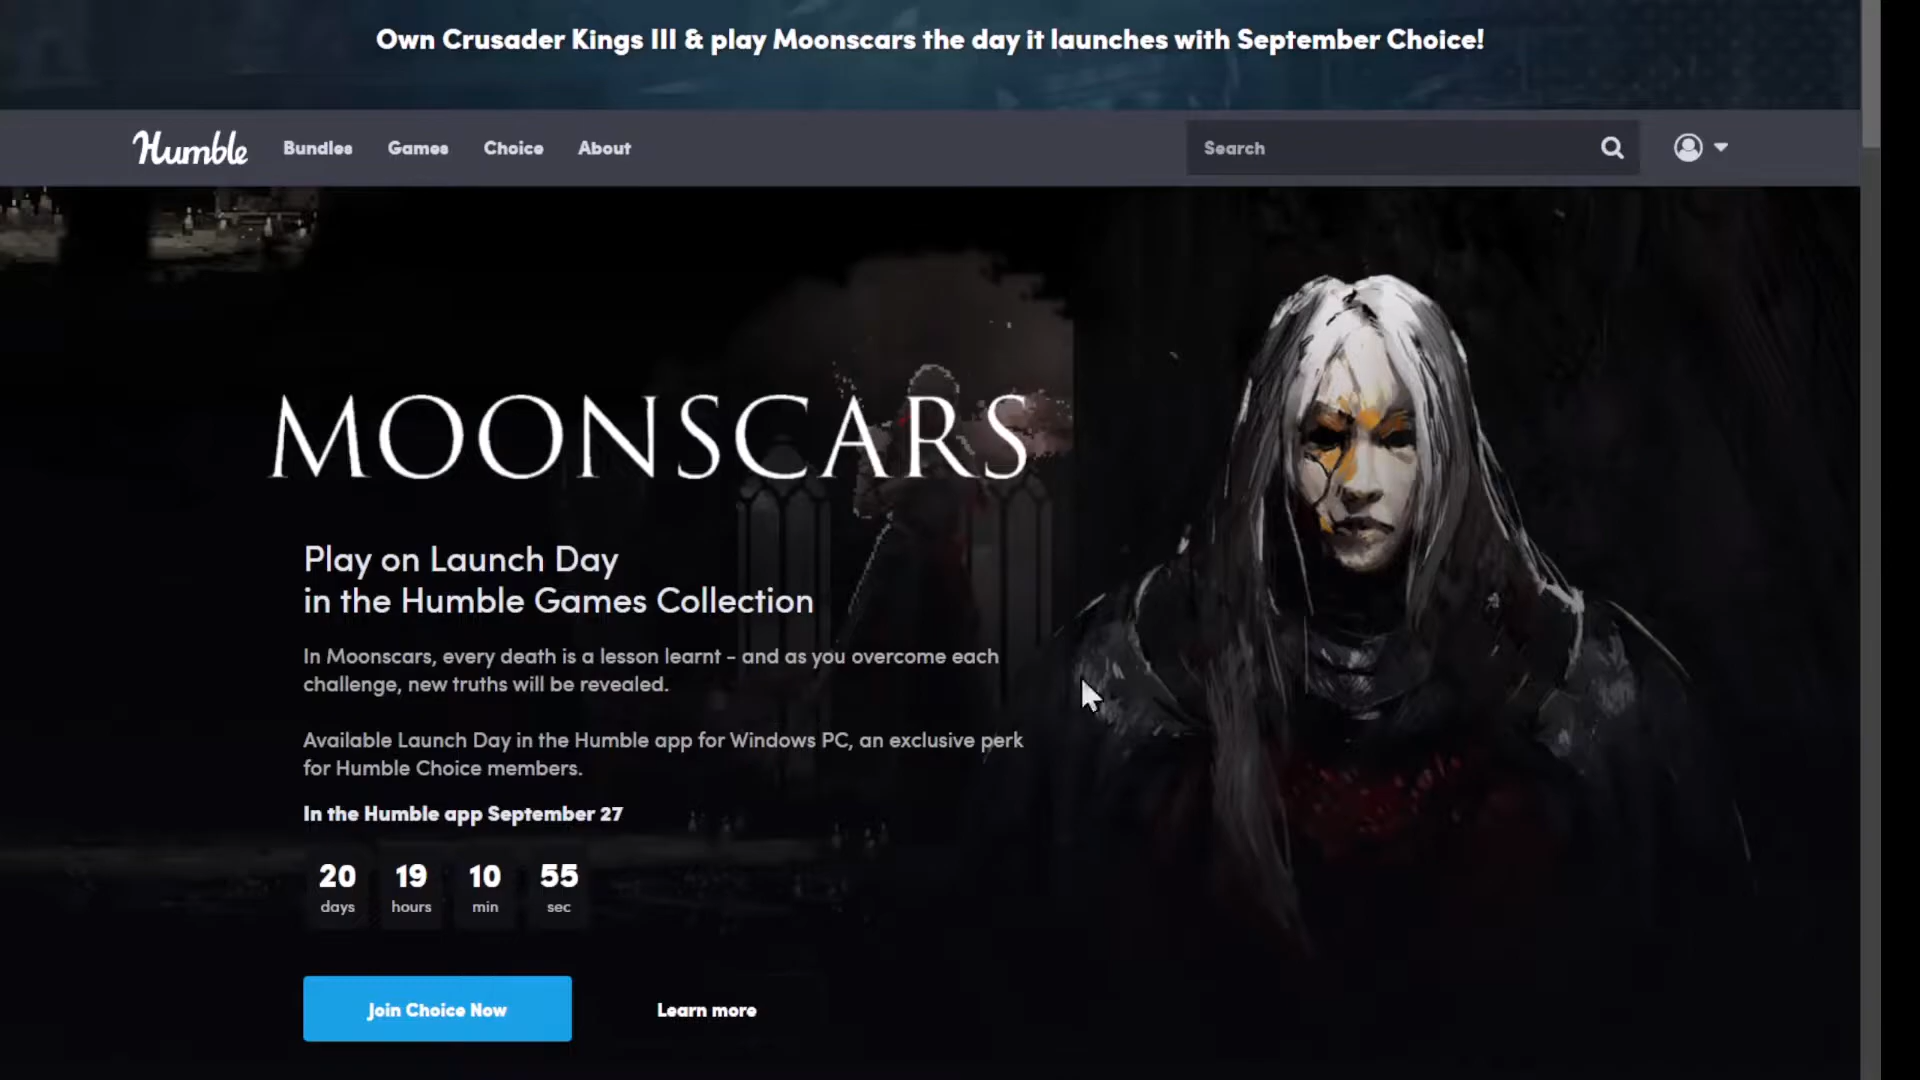 Own Crusader Kings III & play Moonscars the day it launches with September Choice!
Humble Bundles Games Choice About Search
MOONSCARS
Play on Launch Day
in the Humble Games Collection
In Moonscars, every death is a lesson learnt - and as you overcome each
challenge, new truths will be revealed.
Available Launch Day in the Humble app for Windows PC, an exclusive perk
for Humble Choice members.
In the Humble app September 27
20 19 10 55
days hours min sec
Join Choice Now Learn more